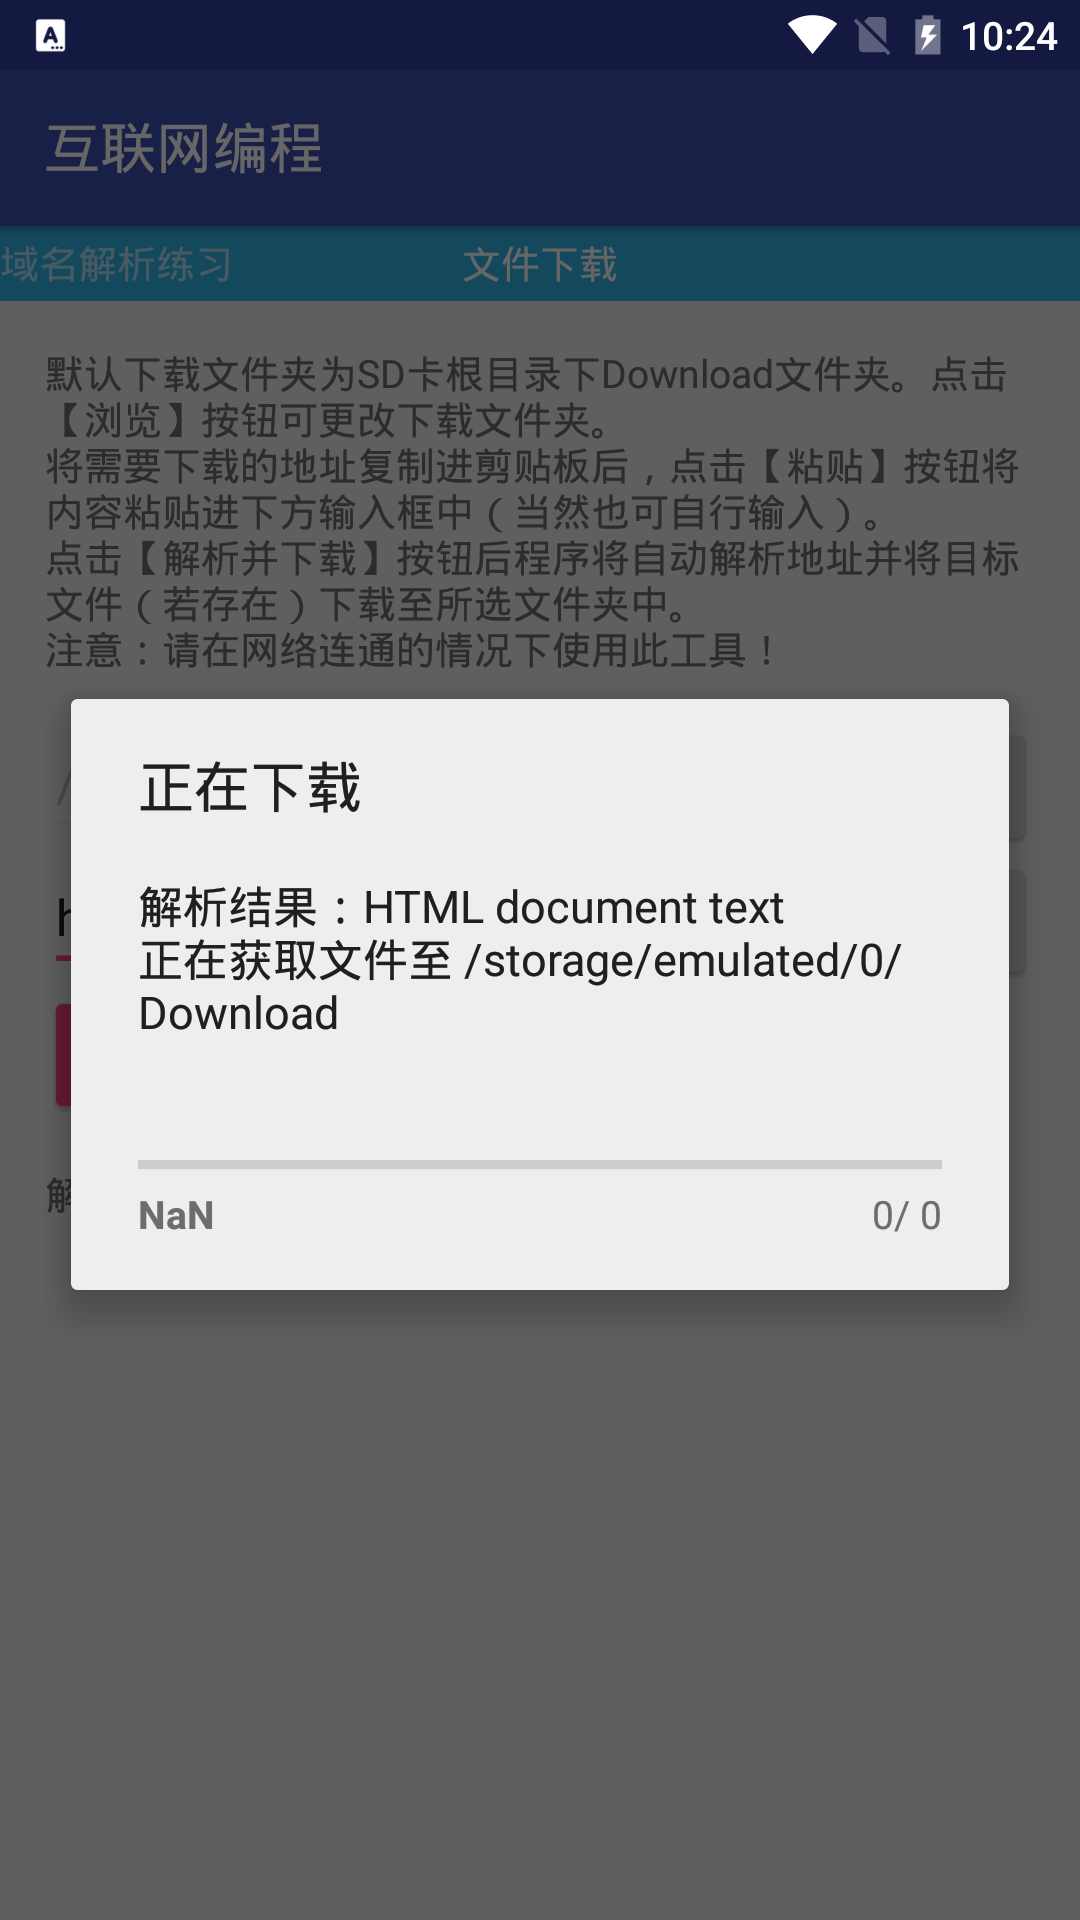 10:24
互联网编程
域名解析练习
文件下载
默认下载文件夹为SD卡根目录下Download文件夹。点击
【浏览】按钮可更改下载文件夹。
将需要下载的地址复制进剪贴板后，点击【粘贴】按钮将
内容粘贴进下方输入框中（当然也可自行输入）。
点击【解析并下载】按钮后程序将自动解析地址并将目标
文件（若存在）下载至所选文件夹中。
注意：请在网络连通的情况下使用此工具！
/
正在下载
h
解析结果：HTML document text
正在获取文件至 /storage/emulated/0/
Download
解
NaN
0/ 0